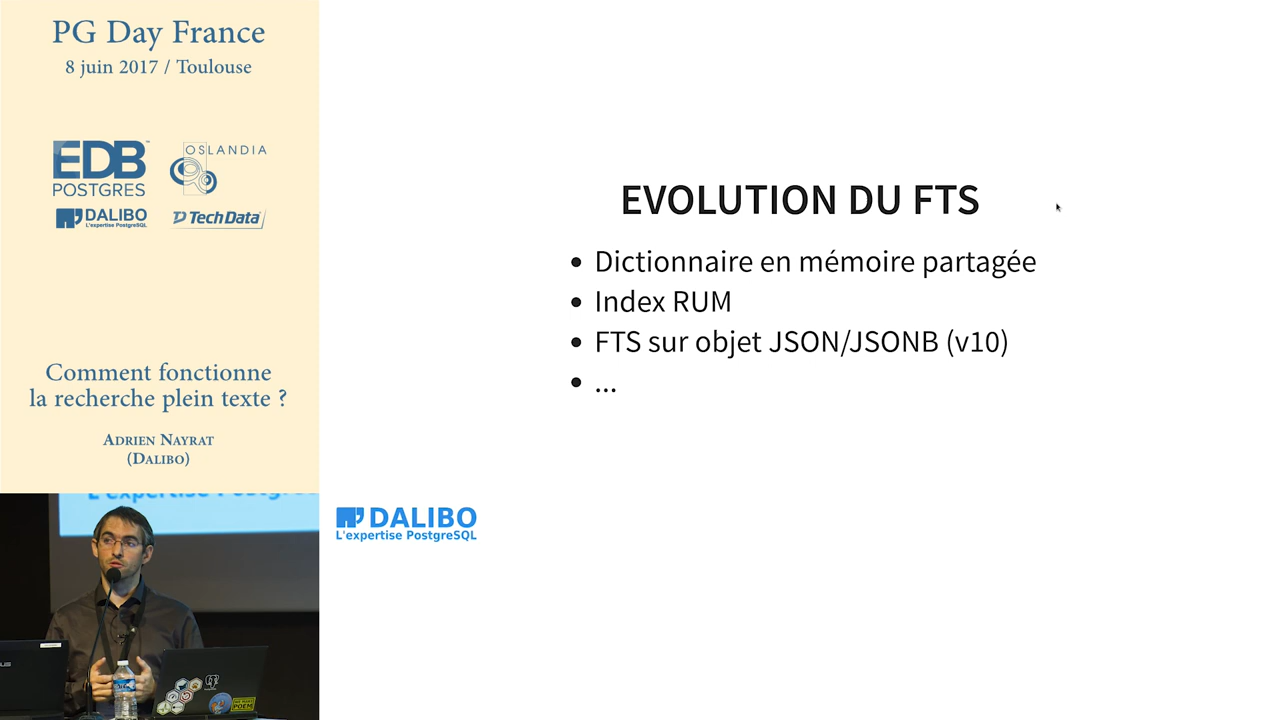 PG Day France
8 juin 2017 / Toulouse
EDB
POSTGRES
OSLANDIA
DALIBO
L'expertise PostgreSQL
Tech Data
Comment fonctionne
la recherche plein texte ?
ADRIEN NAYRAT
(DALIBO)
EVOLUTION DU FTS
• Dictionnaire en mémoire partagée
• Index RUM
• FTS sur objet JSON/JSONB (v10)
• ...
DALIBO
L'expertise PostgreSQL